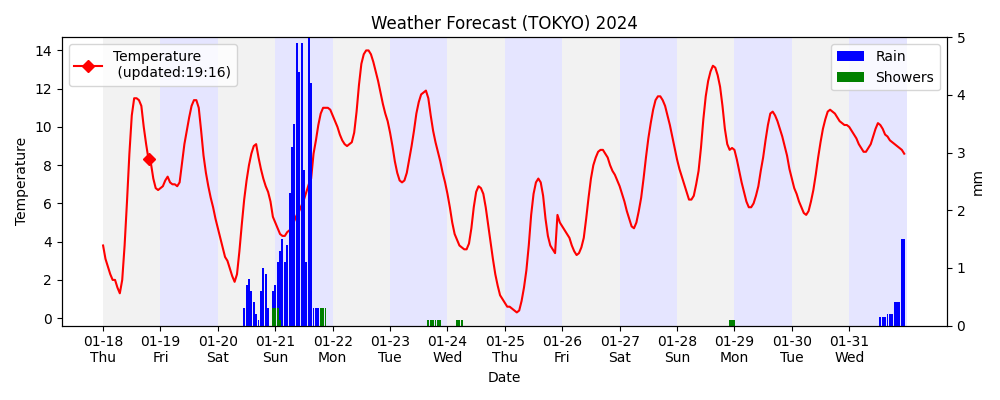 Weather Forecast (TOKYO) 2024
Temperature
(updated:19:16)
Rain
Showers
14
12
10
8
6
4
2
0
Temperature
5
4
3
2
1
0
mm
01-18 01-19 01-20 01-21 01-22 01-23 01-24 01-25 01-26 01-27 01-28 01-29 01-30 01-31
Thu Fri Sat Sun Mon Tue Wed Thu Fri Sat Sun Mon Tue Wed
Date